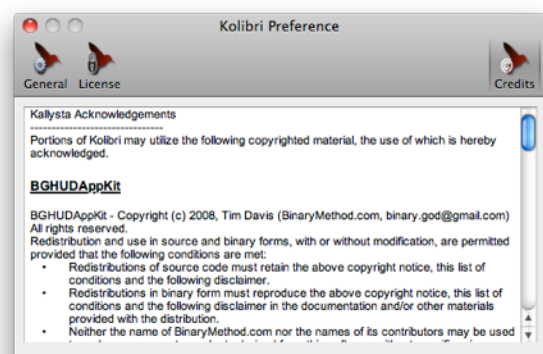 Kolibri Preference
General License Credits
Kallysta Acknowledgements
--------------------------------
Portions of Kolibri may utilize the following copyrighted material, the use of which is hereby
acknowledged.
BGHUDAppKit
BGHUDAppKit - Copyright (c) 2008, Tim Davis (BinaryMethod.com, binary.god@gmail.com)
All rights reserved.
Redistribution and use in source and binary forms, with or without modification, are permitted
provided that the following conditions are met:
• Redistributions of source code must retain the above copyright notice, this list of
conditions and the following disclaimer.
• Redistributions in binary form must reproduce the above copyright notice, this list of
conditions and the following disclaimer in the documentation and/or other materials
provided with the distribution.
• Neither the name of BinaryMethod.com nor the names of its contributors may be used